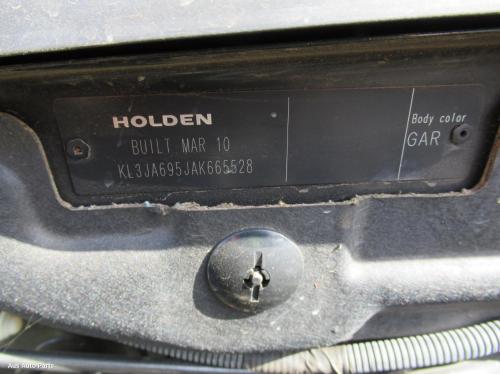 HOLDEN
BUILT MAR 10
KL3JA695JAK665528
Body color
GAR
Aus Auto Parts